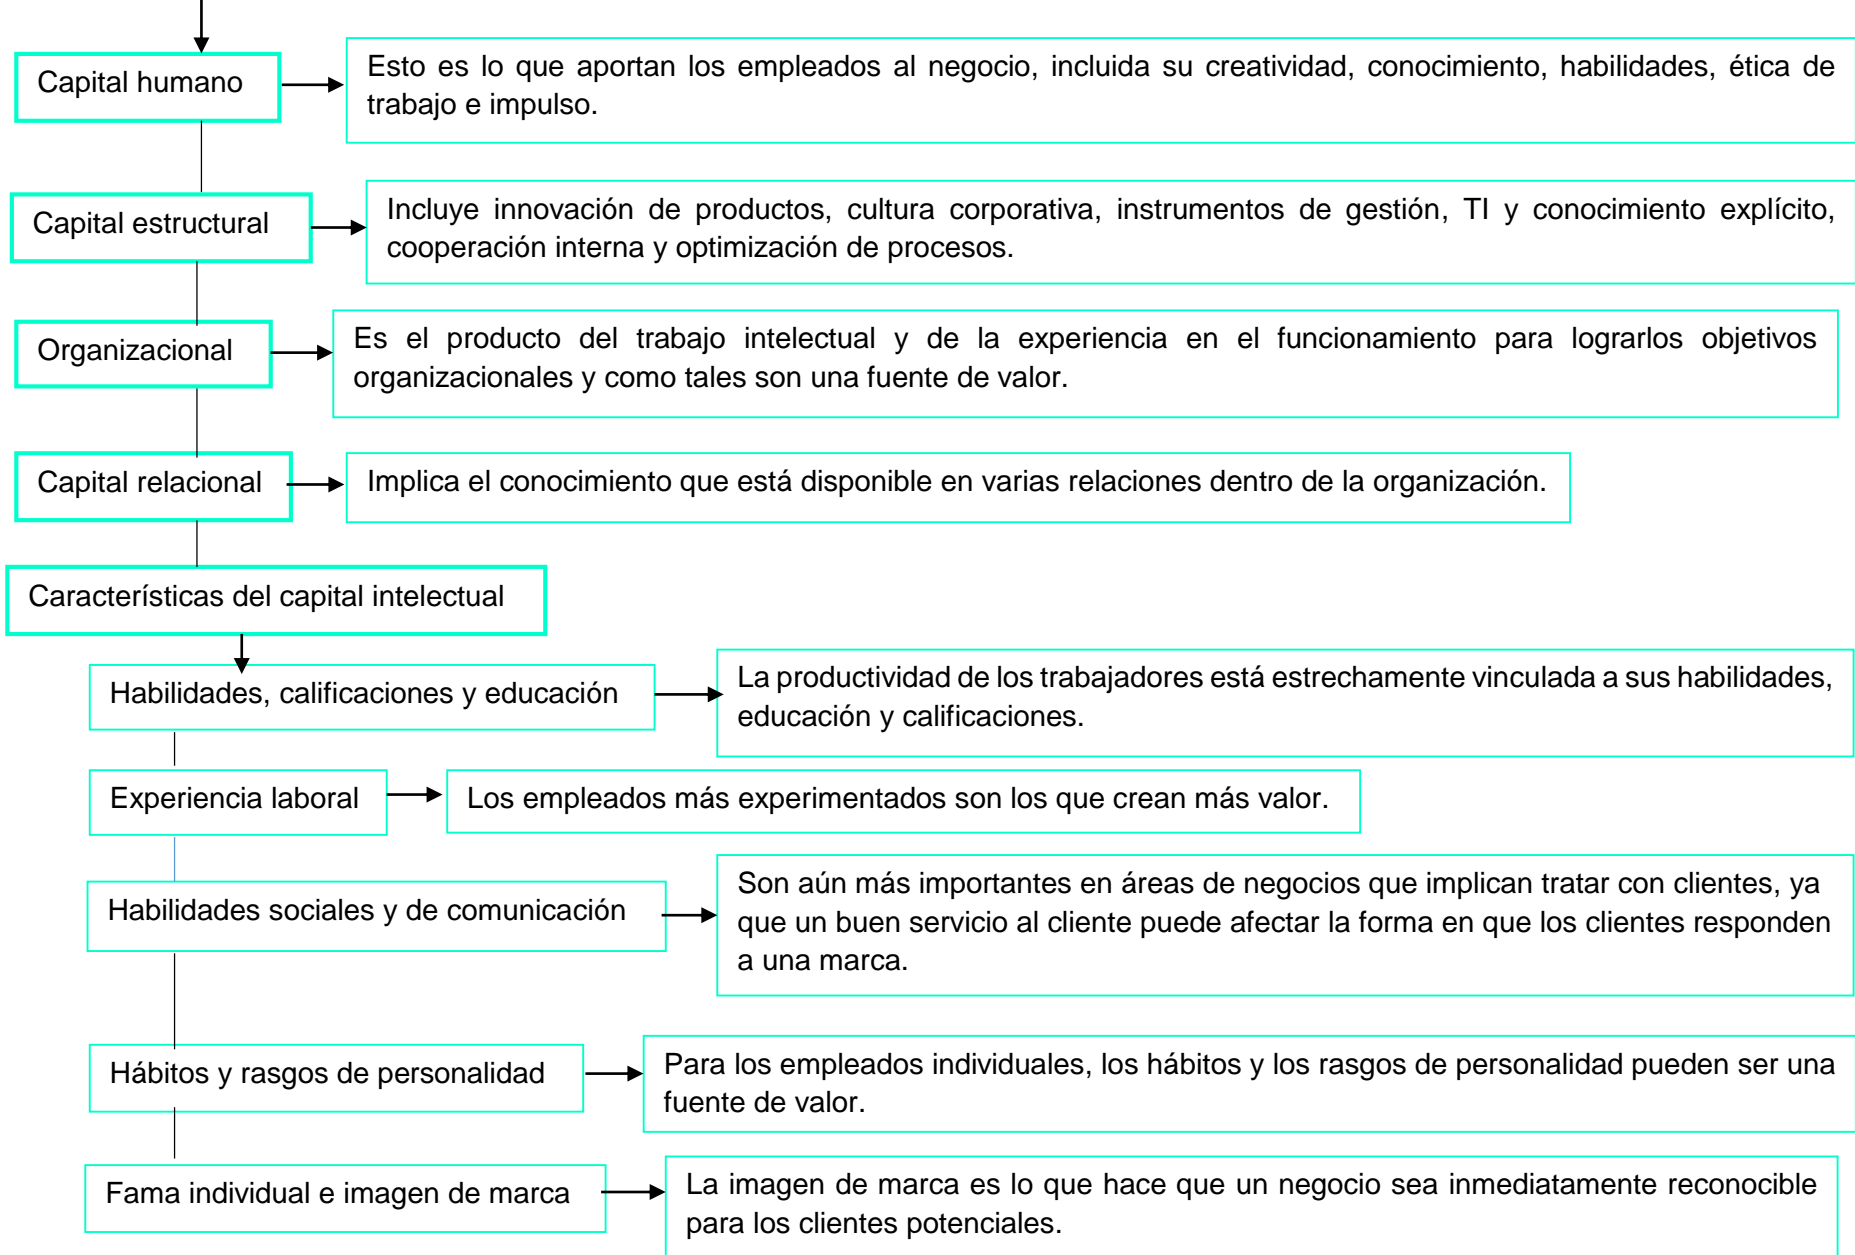 Capital humano
Esto es lo que aportan los empleados al negocio, incluida su creatividad, conocimiento, habilidades, ética de
trabajo e impulso.
Capital estructural
Incluye innovación de productos, cultura corporativa, instrumentos de gestión, TI y conocimiento explícito,
cooperación interna y optimización de procesos.
Organizacional
Es el producto del trabajo intelectual y de la experiencia en el funcionamiento para lograrlos objetivos
organizacionales y como tales son una fuente de valor.
Capital relacional
Implica el conocimiento que está disponible en varias relaciones dentro de la organización.
Características del capital intelectual
Habilidades, calificaciones y educación
La productividad de los trabajadores está estrechamente vinculada a sus habilidades,
educación y calificaciones.
Experiencia laboral
Los empleados más experimentados son los que crean más valor.
Habilidades sociales y de comunicación
Son aún más importantes en áreas de negocios que implican tratar con clientes, ya
que un buen servicio al cliente puede afectar la forma en que los clientes responden
a una marca.
Hábitos y rasgos de personalidad
Para los empleados individuales, los hábitos y los rasgos de personalidad pueden ser una
fuente de valor.
Fama individual e imagen de marca
La imagen de marca es lo que hace que un negocio sea inmediatamente reconocible
para los clientes potenciales.